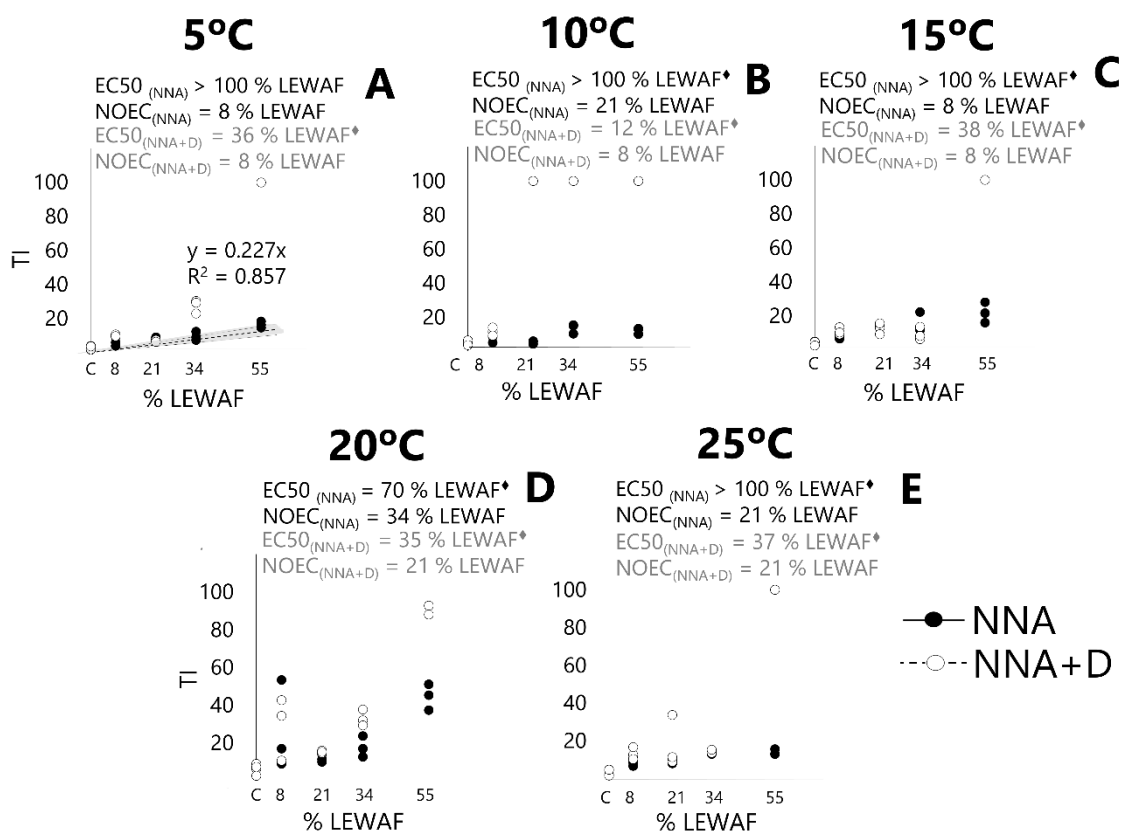 5ºC
A
EC50 (NNA) > 100 % LEWAF
NOEC(NNA) = 8 % LEWAF
EC50(NNA+D) = 36 % LEWAF♦
NOEC(NNA+D) = 8 % LEWAF
100
80
60
40
20
TI
y = 0.227x
R² = 0.857
C 8 21 34 55
% LEWAF
10ºC
B
EC50 (NNA) > 100 % LEWAF♦
NOEC(NNA) = 21 % LEWAF
EC50(NNA+D) = 12 % LEWAF♦
NOEC(NNA+D) = 8 % LEWAF
100
80
60
40
20
C 8 21 34 55
% LEWAF
15ºC
C
EC50 (NNA) > 100 % LEWAF♦
NOEC(NNA) = 8 % LEWAF
EC50(NNA+D) = 38 % LEWAF♦
NOEC(NNA+D) = 8 % LEWAF
100
80
60
40
20
C 8 21 34 55
% LEWAF
20ºC
D
EC50 (NNA) = 70 % LEWAF♦
NOEC(NNA) = 34 % LEWAF
EC50(NNA+D) = 35 % LEWAF♦
NOEC(NNA+D) = 21 % LEWAF
100
80
60
40
20
TI
C 8 21 34 55
% LEWAF
25ºC
E
EC50 (NNA) > 100 % LEWAF♦
NOEC(NNA) = 21 % LEWAF
EC50(NNA+D) = 37 % LEWAF♦
NOEC(NNA+D) = 21 % LEWAF
100
80
60
40
20
C 8 21 34 55
% LEWAF
NNA
NNA+D